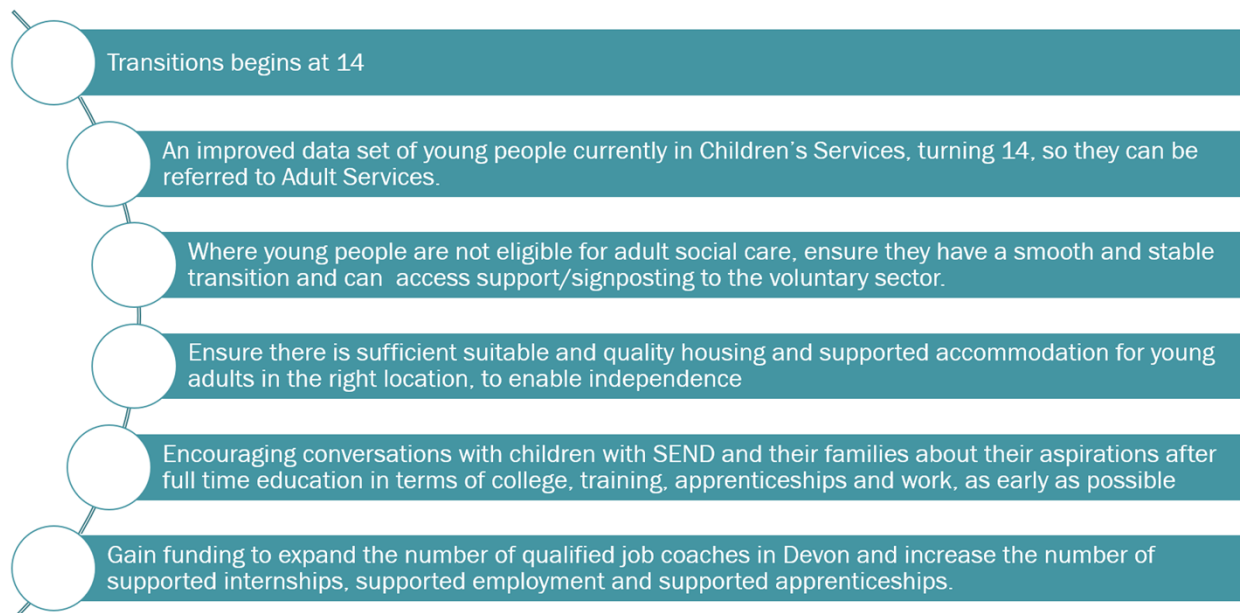 Transitions begins at 14
An improved data set of young people currently in Children’s Services, turning 14, so they can be
referred to Adult Services.
Where young people are not eligible for adult social care, ensure they have a smooth and stable
transition and can  access support/signposting to the voluntary sector.
Ensure there is sufficient suitable and quality housing and supported accommodation for young
adults in the right location, to enable independence
Encouraging conversations with children with SEND and their families about their aspirations after
full time education in terms of college, training, apprenticeships and work, as early as possible
Gain funding to expand the number of qualified job coaches in Devon and increase the number of
supported internships, supported employment and supported apprenticeships.